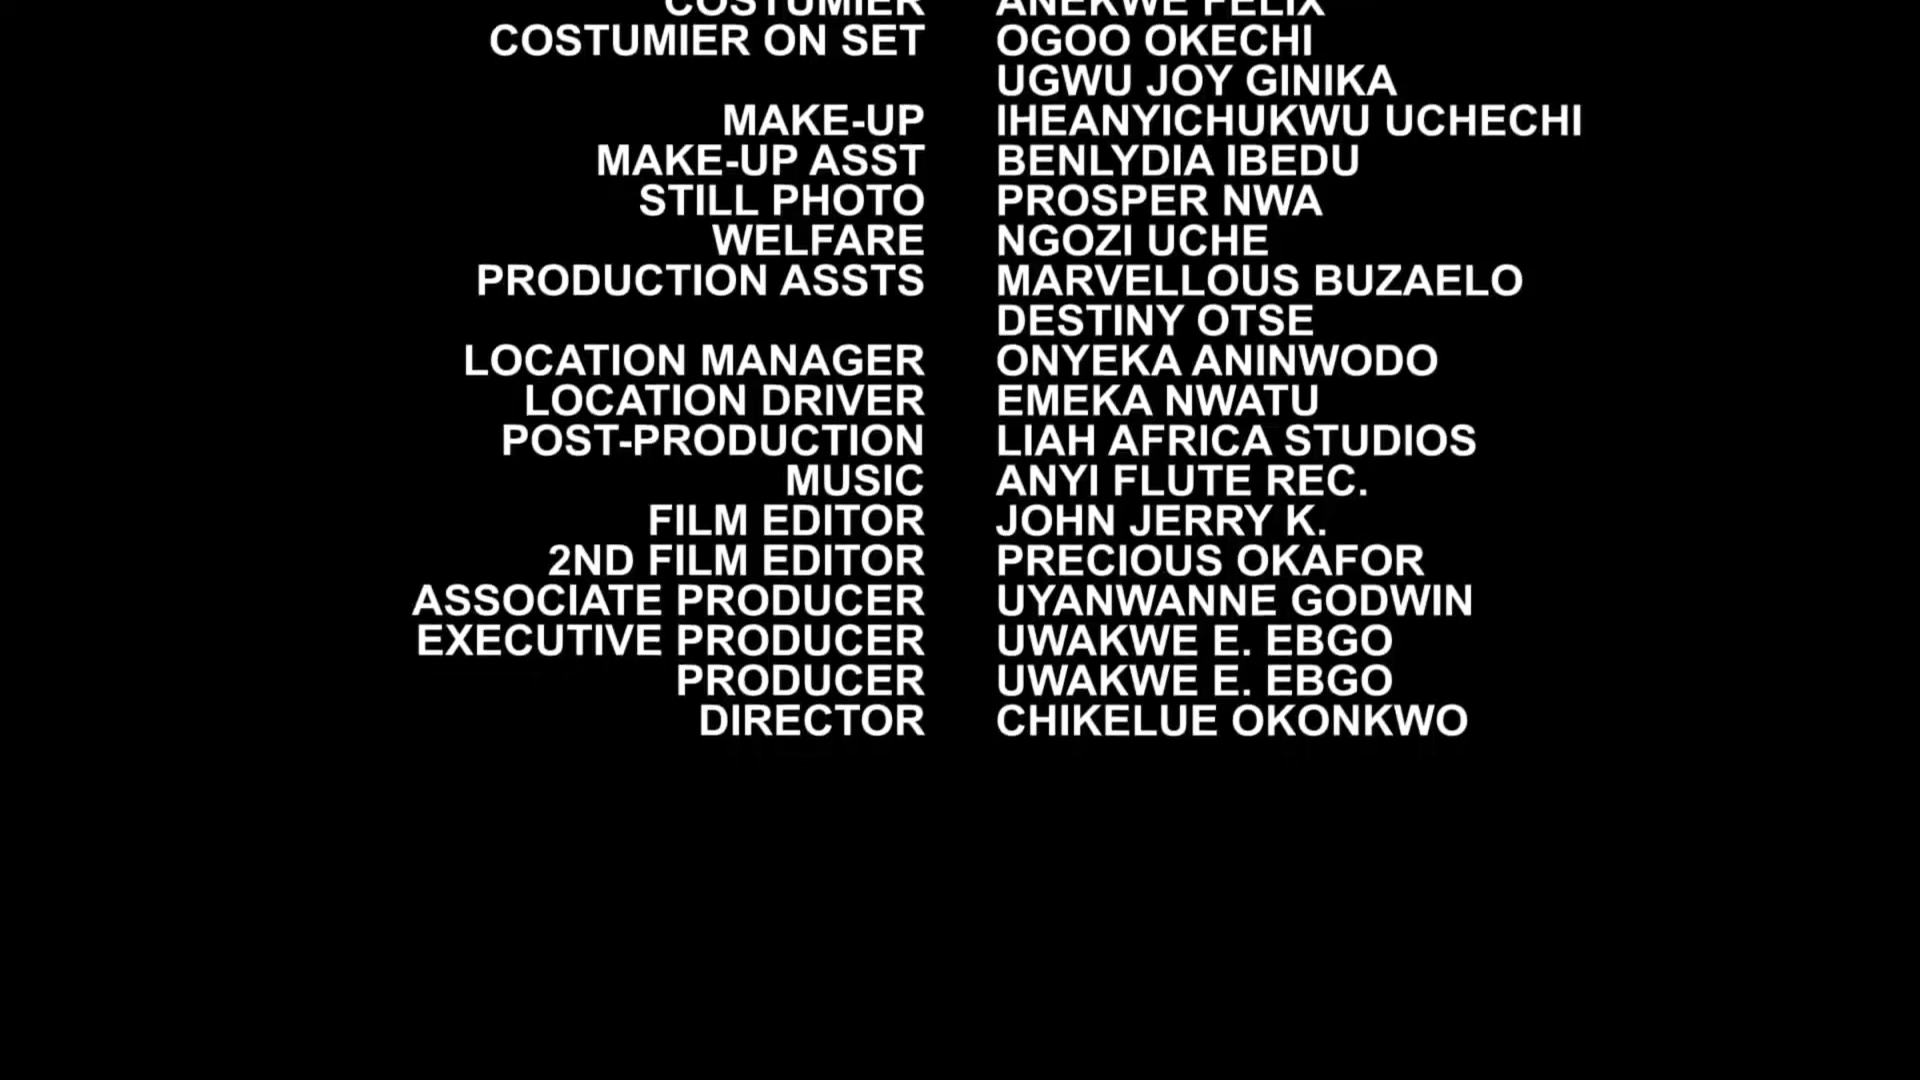 COSTUMIER ANEKWE FELIX
COSTUMIER ON SET OGOO OKECHI
UGWU JOY GINIKA
MAKE-UP IHEANYICHUKWU UCHECHI
MAKE-UP ASST BENLYDIA IBEDU
STILL PHOTO PROSPER NWA
WELFARE NGOZI UCHE
PRODUCTION ASSTS MARVELLOUS BUZAELO
DESTINY OTSE
LOCATION MANAGER ONYEKA ANINWODO
LOCATION DRIVER EMEKA NWATU
POST-PRODUCTION LIAH AFRICA STUDIOS
MUSIC ANYI FLUTE REC.
FILM EDITOR JOHN JERRY K.
2ND FILM EDITOR PRECIOUS OKAFOR
ASSOCIATE PRODUCER UYANWANNE GODWIN
EXECUTIVE PRODUCER UWAKWE E. EBGO
PRODUCER UWAKWE E. EBGO
DIRECTOR CHIKELUE OKONKWO